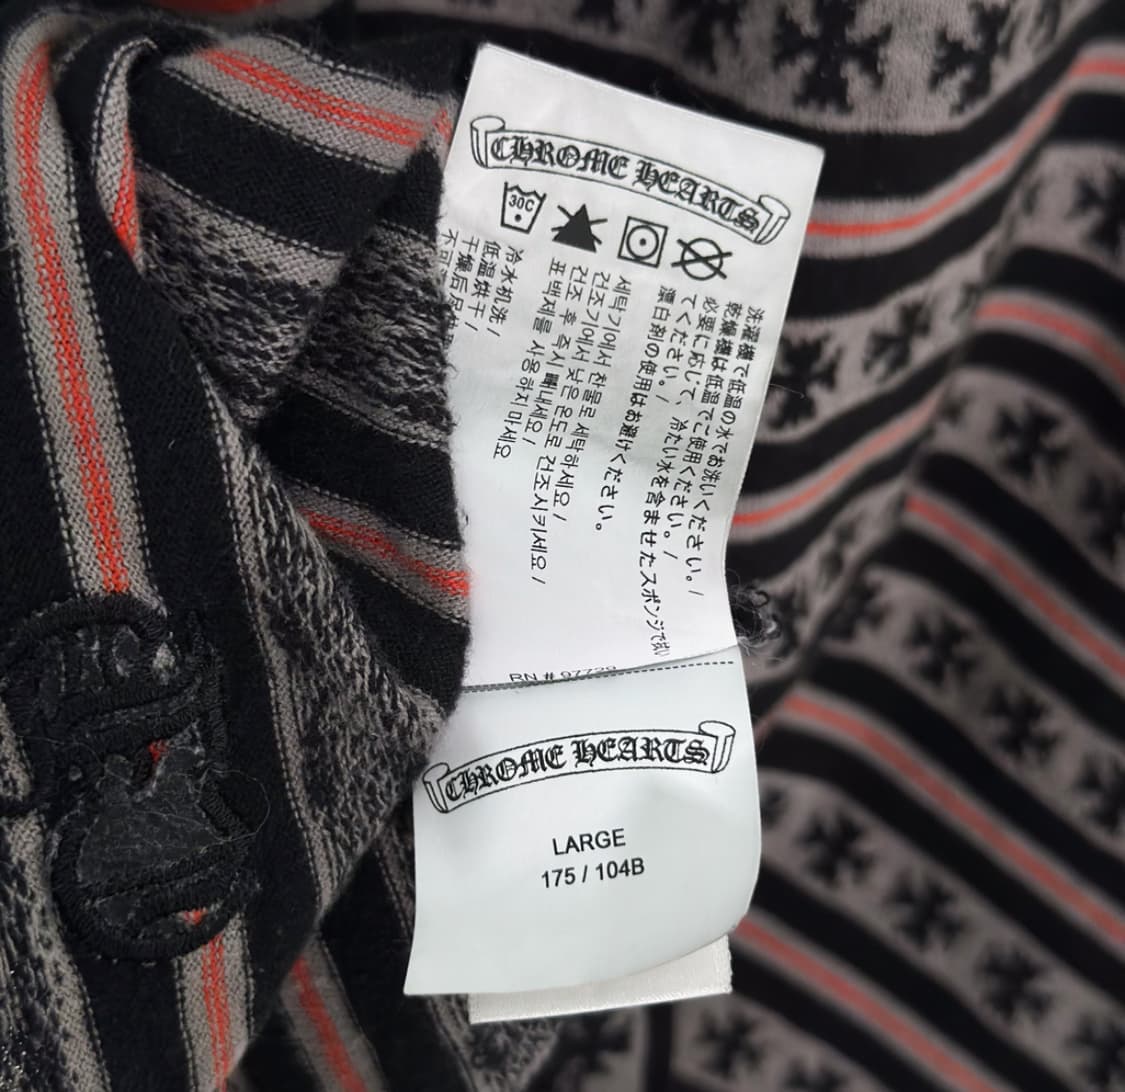 CHROME HEARTS
30C
洗濯機で低温の水でお洗いください。/
乾燥機は低温でご使用ください。/
必要に応じて、冷たい水を含ませたスポンジで拭い
てください。/
漂白剤の使用はお避けください。
세탁기에서 찬물로 세탁하세요/
건조기에서 낮은 온도로 건조시키세요/
건조 후 즉시 빼내세요/
표백제를 사용하지마세요
冷水机洗/
低温烘干/
干燥后
不可
RN # 97729
CHROME HEARTS
LARGE
175 / 104B